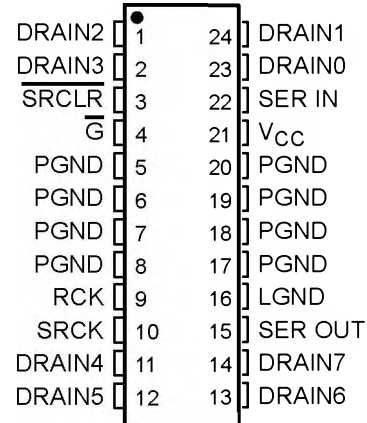 DRAIN2 1 24 DRAIN1
DRAIN3 2 23 DRAIN0
SRCLR 3 22 SER IN
G 4 21 VCC
PGND 5 20 PGND
PGND 6 19 PGND
PGND 7 18 PGND
PGND 8 17 PGND
RCK 9 16 LGND
SRCK 10 15 SER OUT
DRAIN4 11 14 DRAIN7
DRAIN5 12 13 DRAIN6